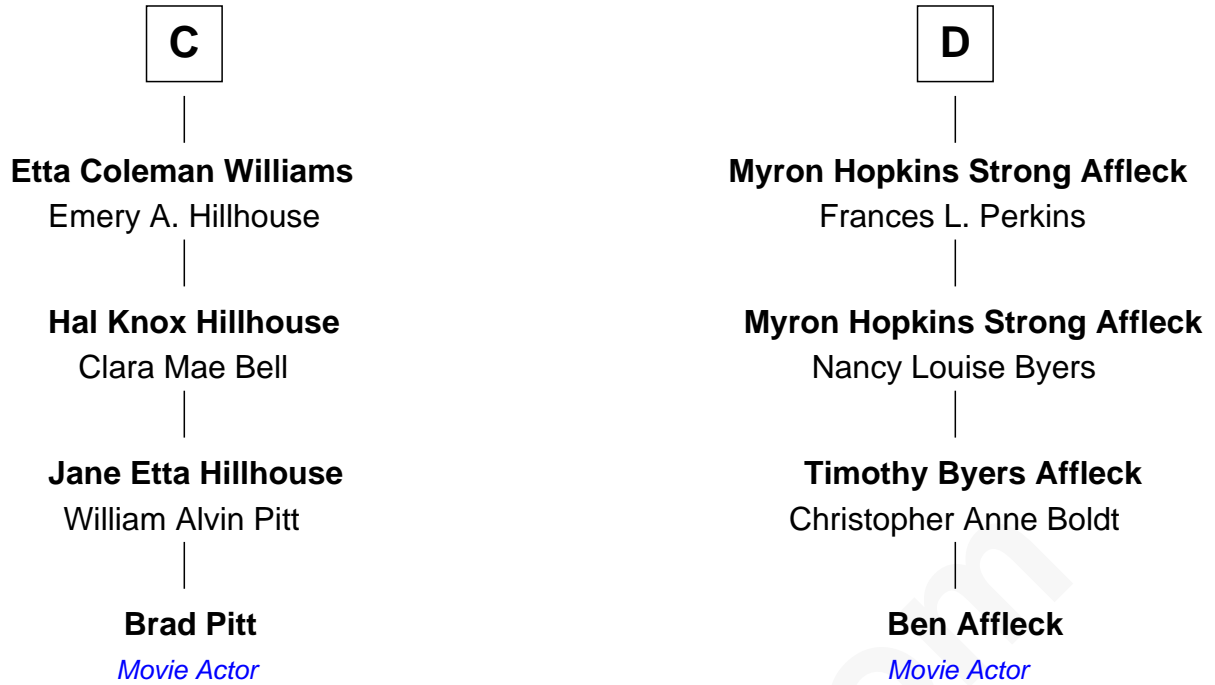 C
Etta Coleman Williams
Emery A. Hillhouse
Hal Knox Hillhouse
Clara Mae Bell
Jane Etta Hillhouse
William Alvin Pitt
Brad Pitt
Movie Actor
D
Myron Hopkins Strong Affleck
Frances L. Perkins
Myron Hopkins Strong Affleck
Nancy Louise Byers
Timothy Byers Affleck
Christopher Anne Boldt
Ben Affleck
Movie Actor